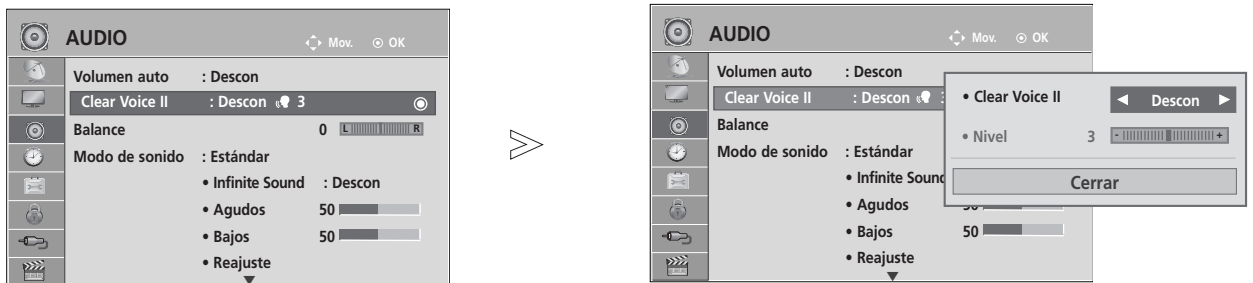 AUDIO
Mov. OK
Volumen auto : Descon
Clear Voice II : Descon 3
Balance 0 L R
Modo de sonido : Estándar
• Infinite Sound : Descon
• Agudos 50
• Bajos 50
• Reajuste
AUDIO
Mov. OK
Volumen auto : Descon
Clear Voice II : Descon
Balance
Modo de sonido : Estándar
• Infinite Sound
• Agudos 50
• Bajos 50
• Reajuste
• Clear Voice II Descon
• Nivel 3 - +
Cerrar